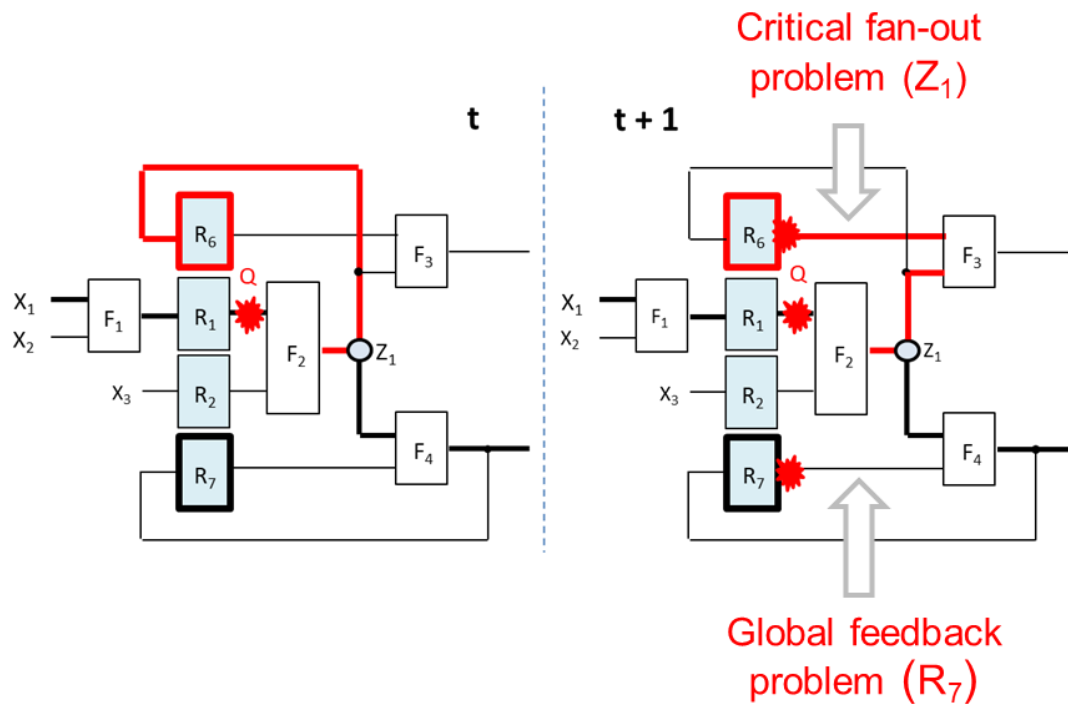 Critical fan-out
problem (Z₁)
t
t + 1
R₆
F₃
Q
X₁
X₂
F₁
R₁
F₂
Z₁
X₃
R₂
F₄
R₇
R₆
F₃
Q
X₁
X₂
F₁
R₁
F₂
Z₁
X₃
R₂
F₄
R₇
Global feedback
problem (R₇)